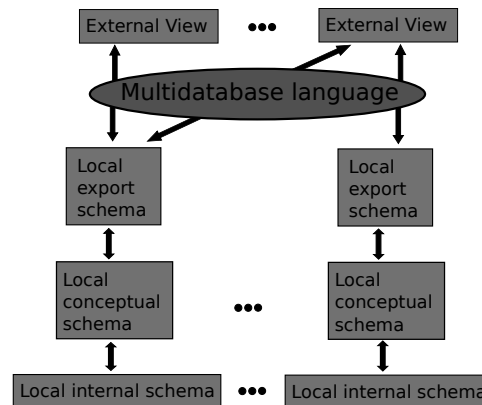 External View
External View
Multidatabase language
Local
export
schema
Local
export
schema
Local
conceptual
schema
Local
conceptual
schema
Local internal schema
Local internal schema